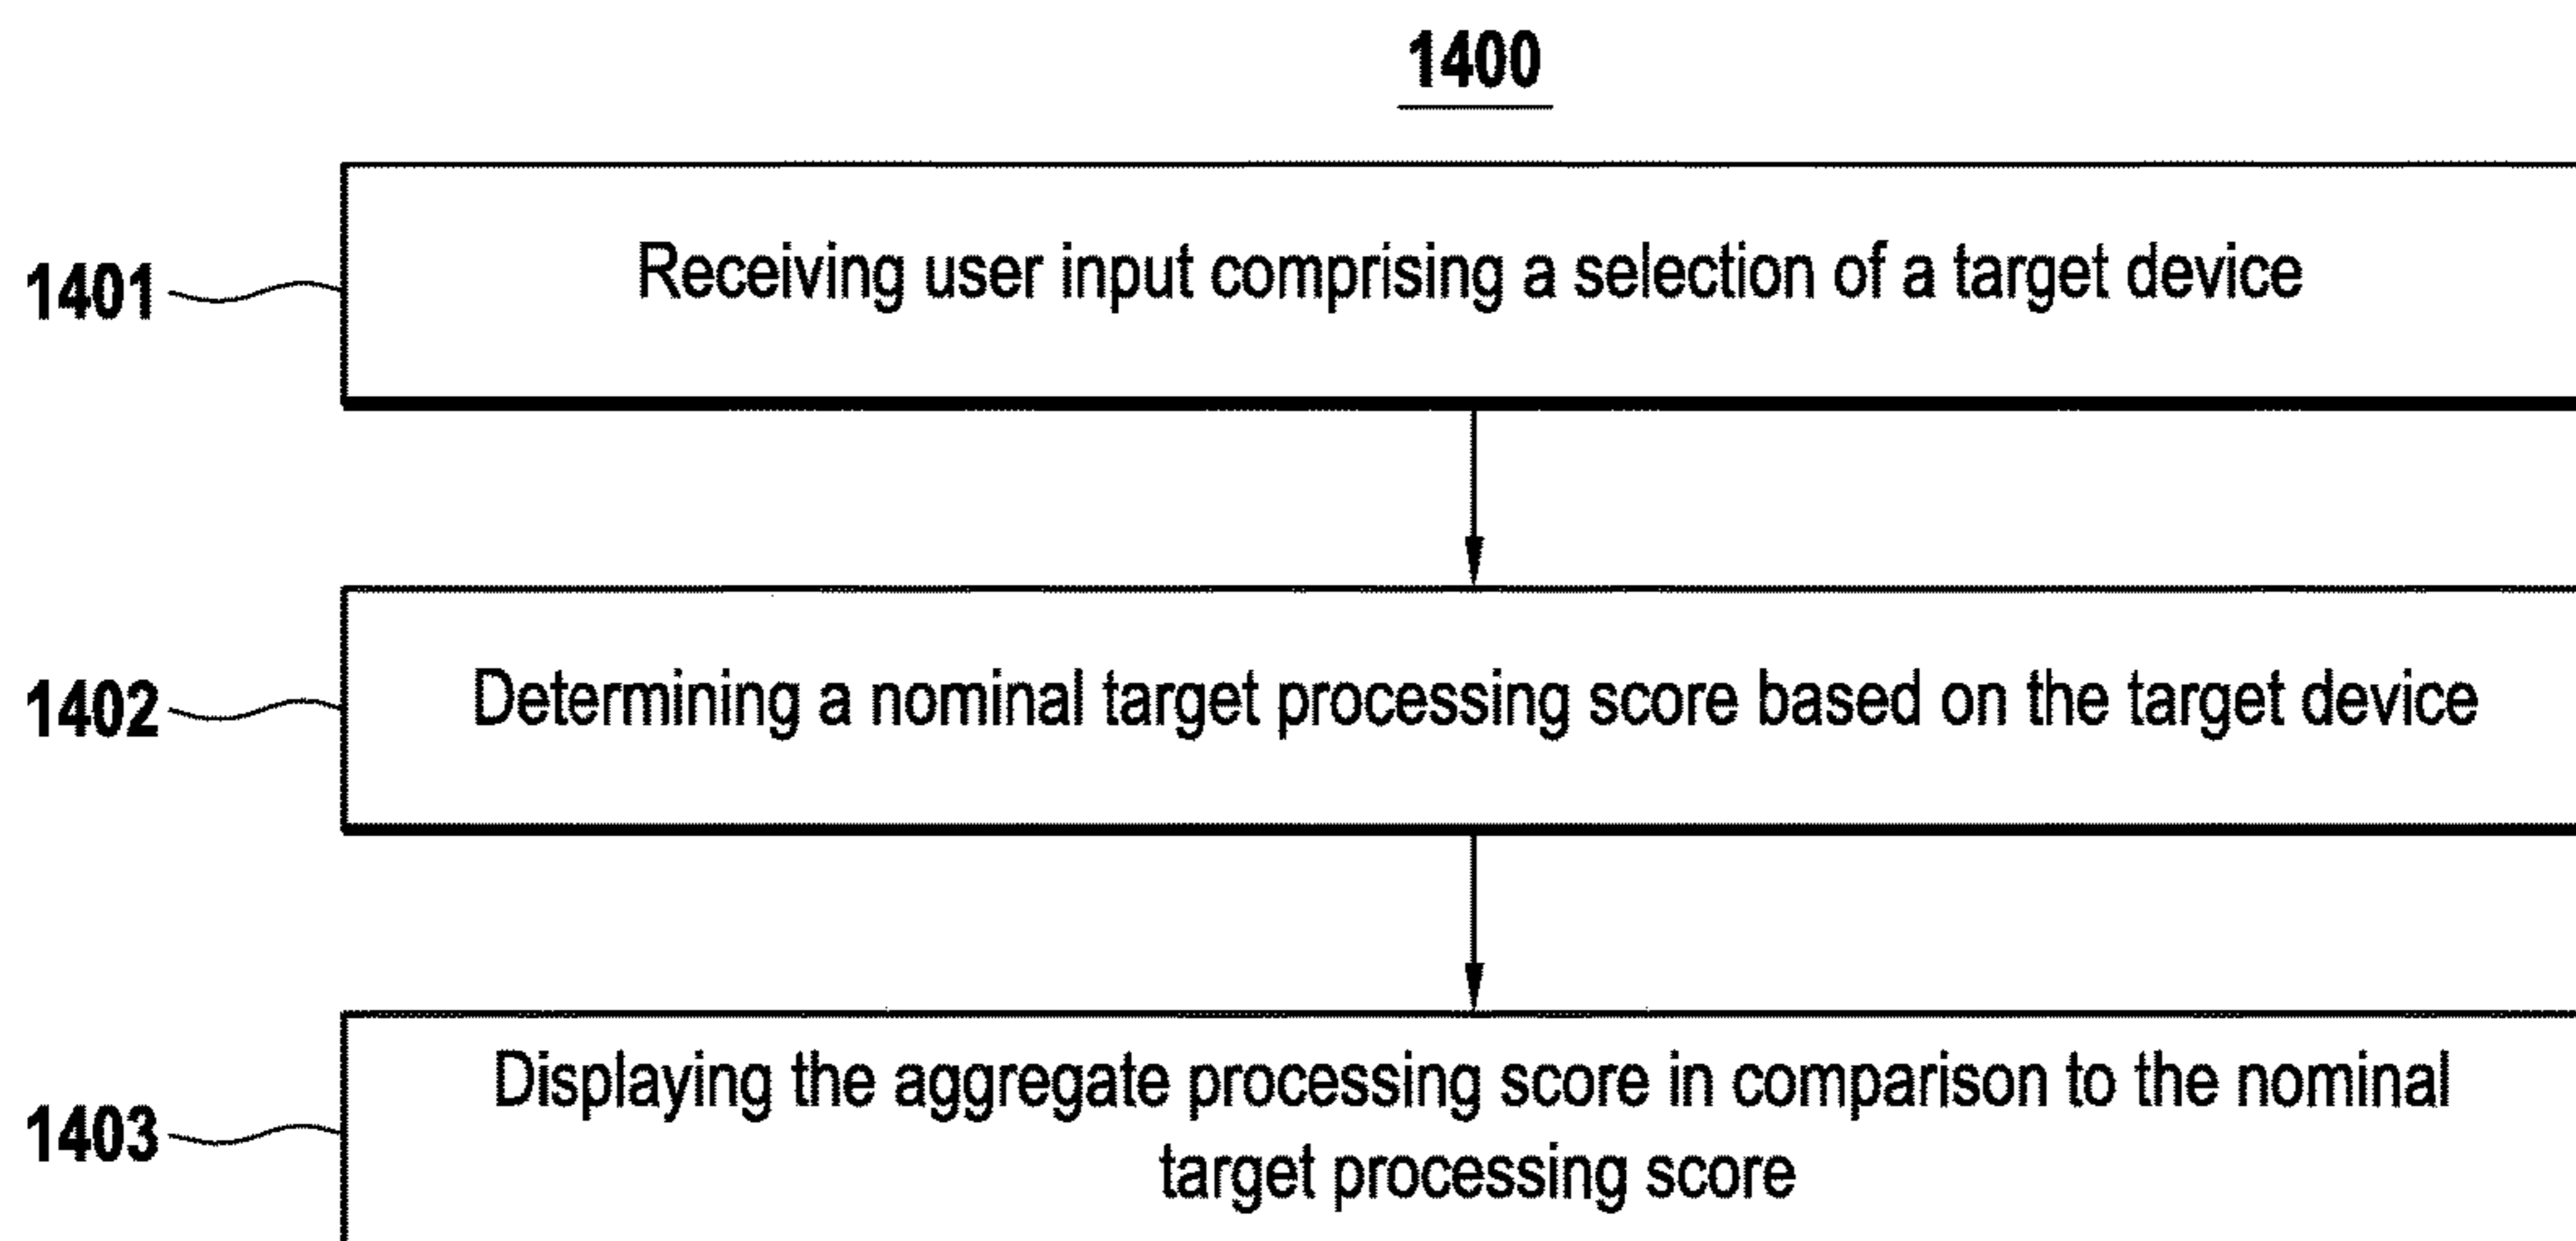 1400
1401
Receiving user input comprising a selection of a target device
1402
Determining a nominal target processing score based on the target device
1403
Displaying the aggregate processing score in comparison to the nominal
target processing score